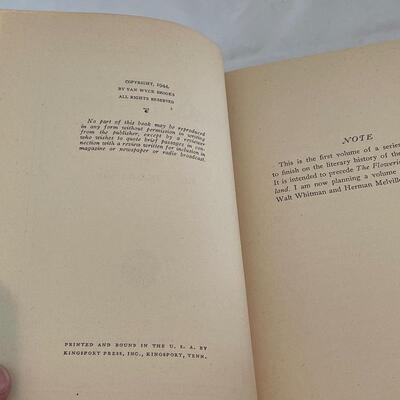 COPYRIGHT, 1944,
BY VAN WYCK BROOKS
ALL RIGHTS RESERVED
No part of this book may be reproduced
in any form without permission in writing
from the publisher, except by a reviewer
who wishes to quote brief passages in con-
nection with a review written for inclusion in
magazine or newspaper or radio broadcast.
PRINTED AND BOUND IN THE U. S. A. BY
KINGSPORT PRESS, INC., KINGSPORT, TENN.
NOTE
This is the first volume of a series
to finish on the literary history of the
It is intended to precede The Flowerin
land. I am now planning a volume
Walt Whitman and Herman Melvill